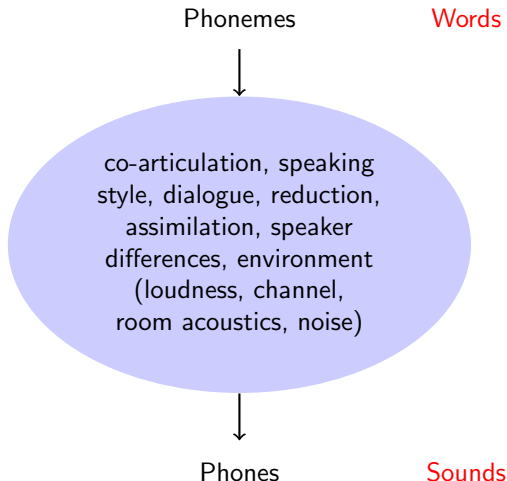 Phonemes Words
co-articulation, speaking
style, dialogue, reduction,
assimilation, speaker
differences, environment
(loudness, channel,
room acoustics, noise)
Phones Sounds